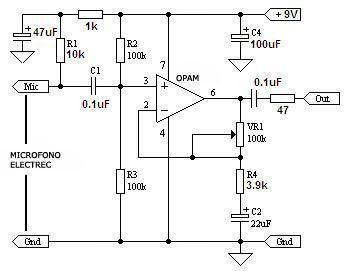 + 9V
1k
47uF
R1
10k
R2
100k
C4
100uF
7
OPAM
Mic
C1
0.1uF
3
+
2
-
6
0.1uF
47
Out
VR1
100k
4
MICROFONO
ELECTREC
R3
100k
R4
3.9k
C2
22uF
Gnd
Gnd